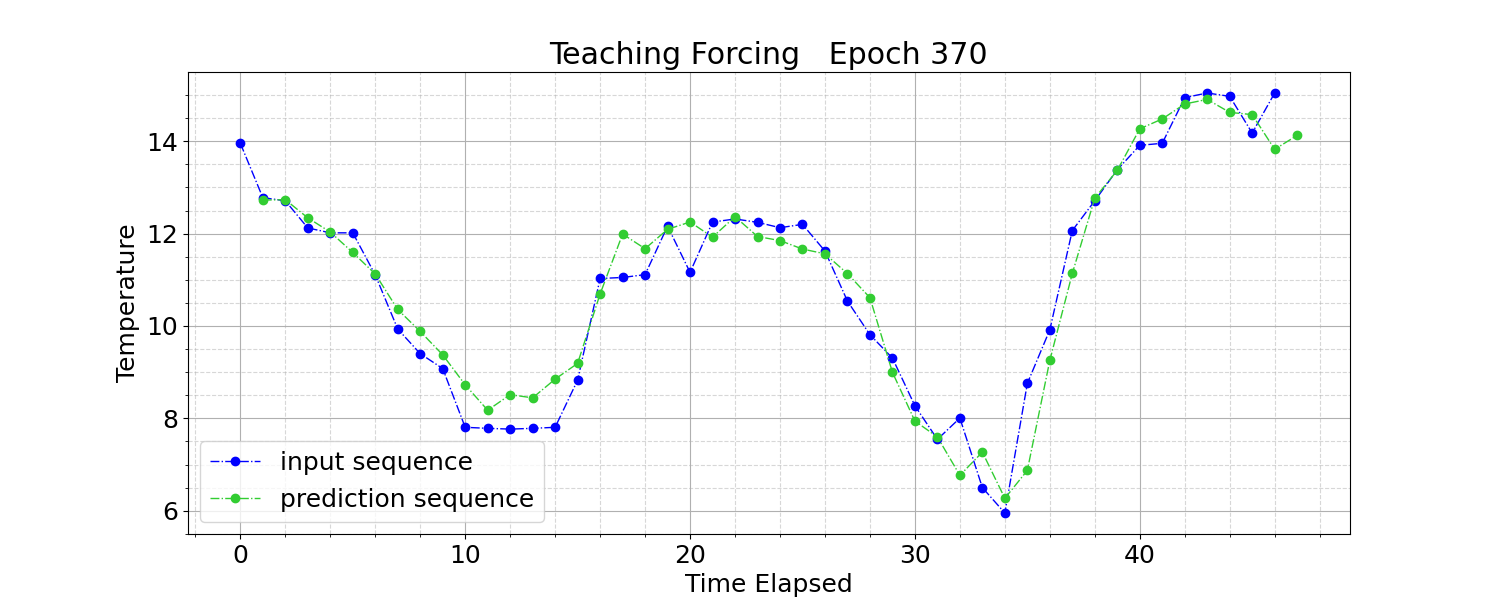 Teaching Forcing   Epoch 370
Temperature
14
12
10
8
6
input sequence
prediction sequence
0 10 20 30 40
Time Elapsed